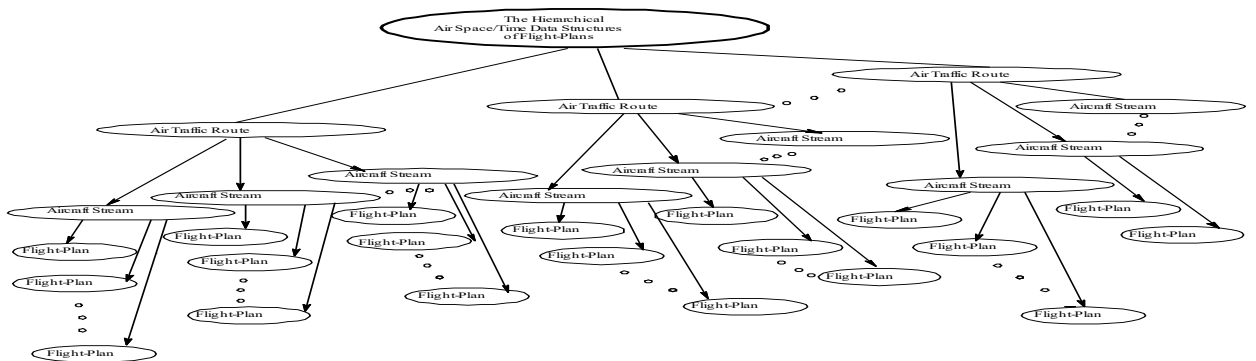 The Hierarchical
Air Space/Time Data Structures
of Flight-Plans
Air Traffic Route
Aircraft Stream
Flight-Plan
Flight-Plan
Flight-Plan
Aircraft Stream
Flight-Plan
Flight-Plan
Flight-Plan
Aircraft Stream
Flight-Plan
Flight-Plan
Flight-Plan
Air Traffic Route
Aircraft Stream
Flight-Plan
Flight-Plan
Flight-Plan
Aircraft Stream
Flight-Plan
Flight-Plan
Flight-Plan
Aircraft Stream
Air Traffic Route
Aircraft Stream
Flight-Plan
Flight-Plan
Flight-Plan
Aircraft Stream
Flight-Plan
Flight-Plan
Aircraft Stream